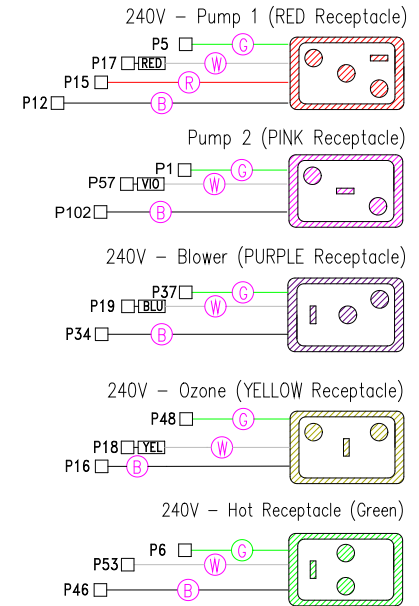 240V - Pump 1 (RED Receptacle)
P5 G
P17 RED W
P15 R
P12 B
Pump 2 (PINK Receptacle)
P1 G
P57 VIO W
P102 B
240V - Blower (PURPLE Receptacle)
P37 G
P19 BLU W
P34 B
240V - Ozone (YELLOW Receptacle)
P48 G
P18 YEL W
P16 B
240V - Hot Receptacle (Green)
P6 G
P53 W
P46 B